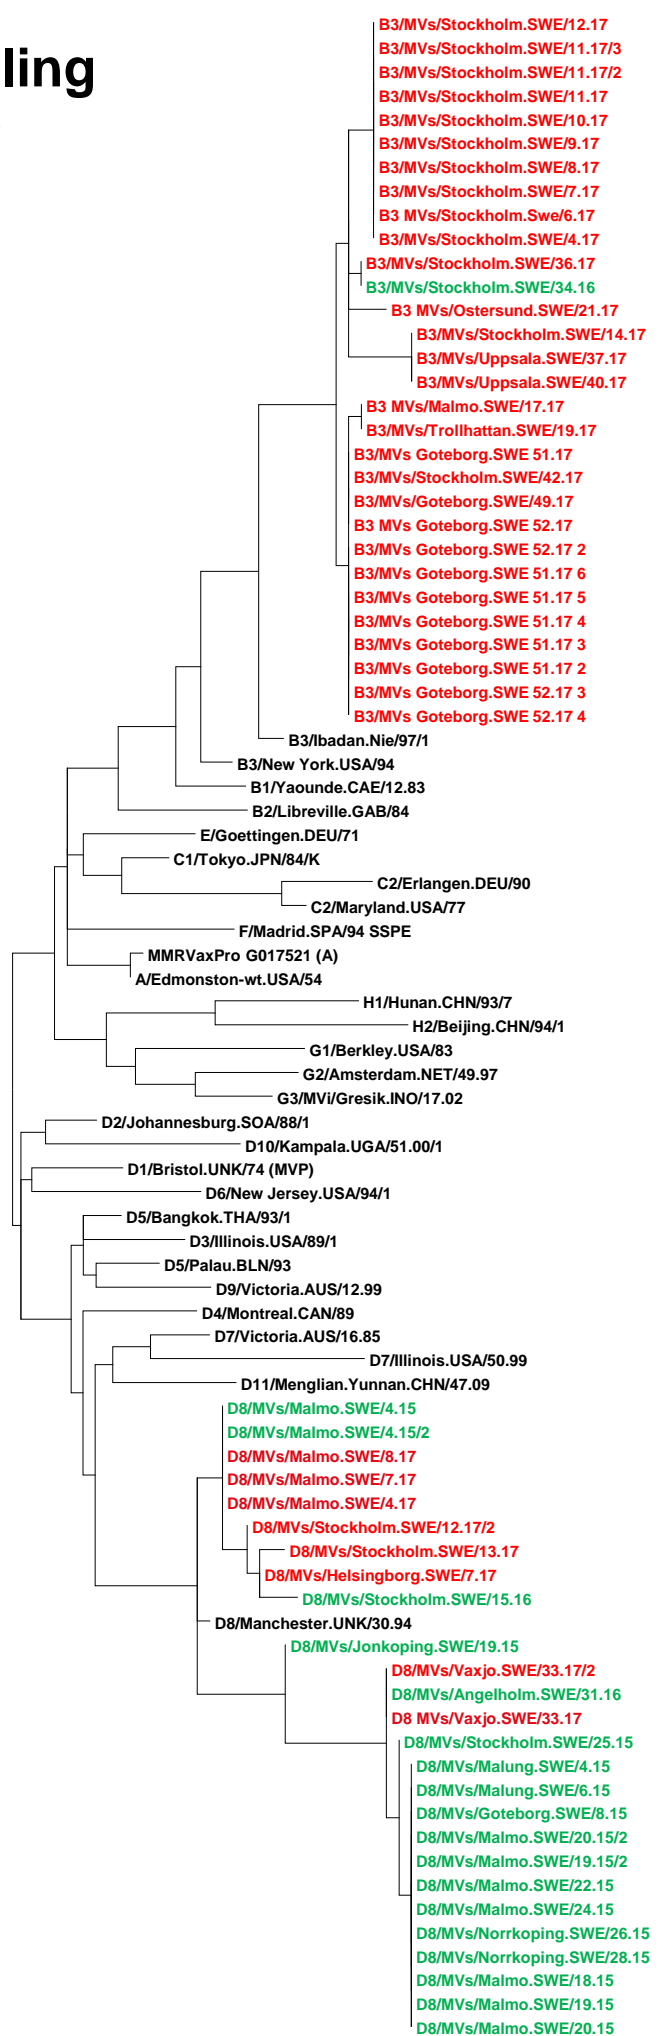 B3/MVs/Stockholm.SWE/12.17
B3/MVs/Stockholm.SWE/11.17/3
ling
B3/MVs/Stockholm.SWE/11.17/2
B3/MVs/Stockholm.SWE/11.17
B3/MVs/Stockholm.SWE/10.17
B3/MVs/Stockholm.SWE/9.17
B3/MVs/Stockholm.SWE/8.17
B3/MVs/Stockholm.SWE/7.17
B3 MVs/Stockholm.Swe/6.17
B3/MVs/Stockholm.SWE/4.17
B3/MVs/Stockholm.SWE/36.17
B3/MVs/Stockholm.SWE/34.16
B3 MVs/Ostersund.SWE/21.17
B3/MVs/Stockholm.SWE/14.17
B3/MVs/Uppsala.SWE/37.17
B3/MVs/Uppsala.SWE/40.17
B3 MVs/Malmo.SWE/17.17
B3/MVs/Trollhattan.SWE/19.17
B3/MVs Goteborg.SWE 51.17
B3/MVs/Stockholm.SWE/42.17
B3/MVs/Goteborg.SWE/49.17
B3 MVs Goteborg.SWE 52.17
B3/MVs Goteborg.SWE 52.17 2
B3/MVs Goteborg.SWE 51.17 6
B3/MVs Goteborg.SWE 51.17 5
B3/MVs Goteborg.SWE 51.17 4
B3/MVs Goteborg.SWE 51.17 3
B3/MVs Goteborg.SWE 51.17 2
B3/MVs Goteborg.SWE 52.17 3
B3/MVs Goteborg.SWE 52.17 4
B3/Ibadan.Nie/97/1
B3/New York.USA/94
B1/Yaounde.CAE/12.83
B2/Libreville.GAB/84
E/Goettingen.DEU/71
C1/Tokyo.JPN/84/K
C2/Erlangen.DEU/90
C2/Maryland.USA/77
F/Madrid.SPA/94 SSPE
MMRVaxPro G017521 (A)
A/Edmonston-wt.USA/54
H1/Hunan.CHN/93/7
H2/Beijing.CHN/94/1
G1/Berkley.USA/83
G2/Amsterdam.NET/49.97
G3/MVi/Gresik.INO/17.02
D2/Johannesburg.SOA/88/1
D10/Kampala.UGA/51.00/1
D1/Bristol.UNK/74 (MVP)
D6/New Jersey.USA/94/1
D5/Bangkok.THA/93/1
D3/Illinois.USA/89/1
D5/Palau.BLN/93
D9/Victoria.AUS/12.99
D4/Montreal.CAN/89
D7/Victoria.AUS/16.85
D7/Illinois.USA/50.99
D11/Menglian.Yunnan.CHN/47.09
D8/MVs/Malmo.SWE/4.15
D8/MVs/Malmo.SWE/4.15/2
D8/MVs/Malmo.SWE/8.17
D8/MVs/Malmo.SWE/7.17
D8/MVs/Malmo.SWE/4.17
D8/MVs/Stockholm.SWE/12.17/2
D8/MVs/Stockholm.SWE/13.17
D8/MVs/Helsingborg.SWE/7.17
D8/MVs/Stockholm.SWE/15.16
D8/Manchester.UNK/30.94
D8/MVs/Jonkoping.SWE/19.15
D8/MVs/Vaxjo.SWE/33.17/2
D8/MVs/Angelholm.SWE/31.16
D8 MVs/Vaxjo.SWE/33.17
D8/MVs/Stockholm.SWE/25.15
D8/MVs/Malung.SWE/4.15
D8/MVs/Malung.SWE/6.15
D8/MVs/Goteborg.SWE/8.15
D8/MVs/Malmo.SWE/20.15/2
D8/MVs/Malmo.SWE/19.15/2
D8/MVs/Malmo.SWE/22.15
D8/MVs/Malmo.SWE/24.15
D8/MVs/Norrkoping.SWE/26.15
D8/MVs/Norrkoping.SWE/28.15
D8/MVs/Malmo.SWE/18.15
D8/MVs/Malmo.SWE/19.15
D8/MVs/Malmo.SWE/20.15